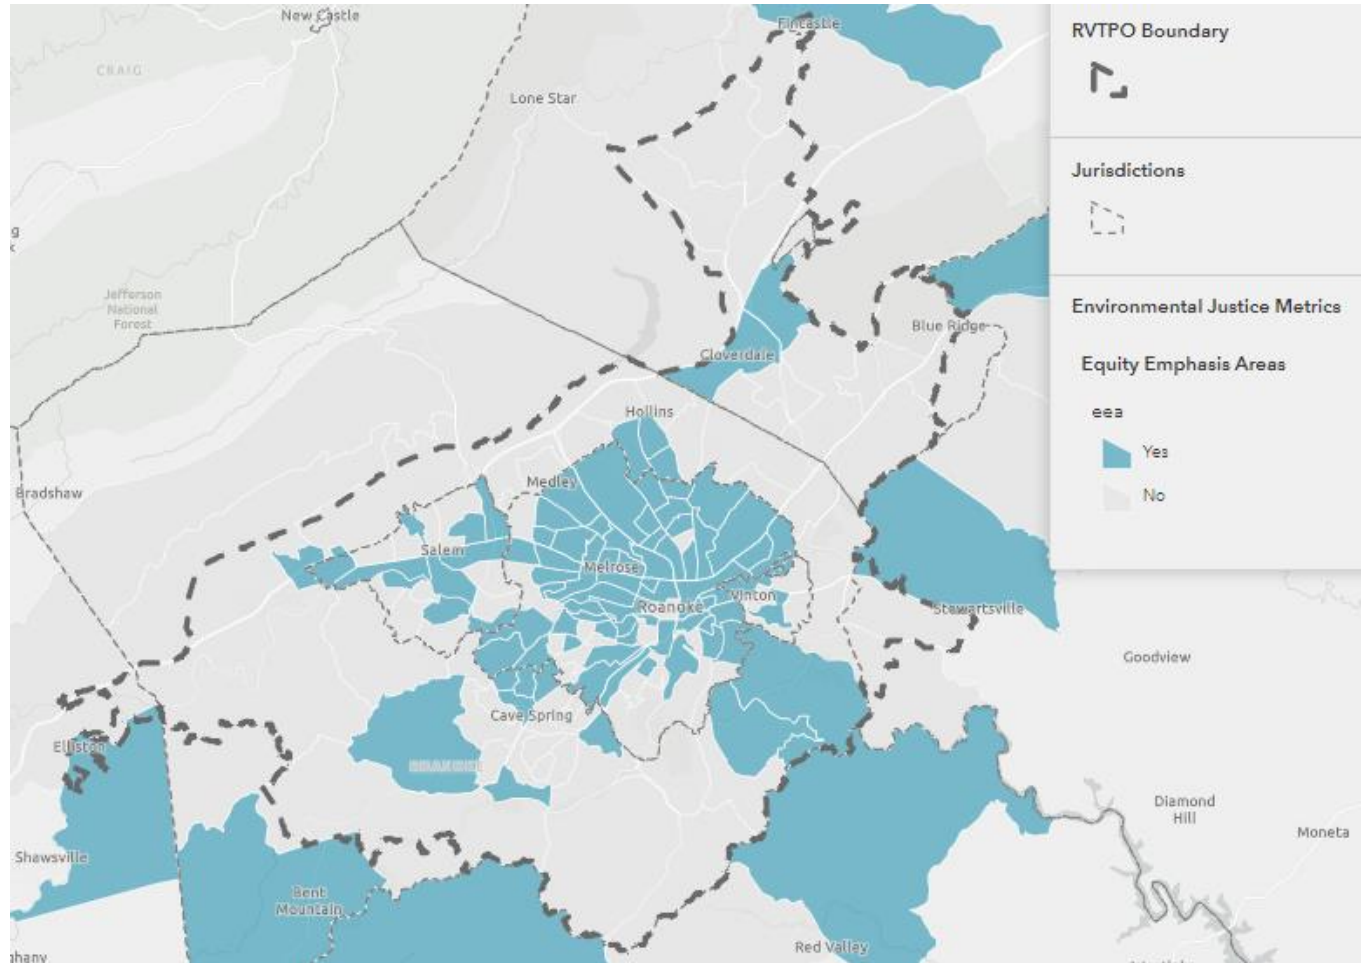 New Castle
Fincastle
CRAIG
Lone Star
Jefferson
National
Forest
Blue Ridge
Cloverdale
Hollins
Bradshaw
Medley
Salem
Melrose
Roanoke
Vinton
Stewartsville
Goodview
Cave Spring
Elliston
ROANOKE
Diamond
Hill
Moneta
Shawsville
Bent
Mountain
Red Valley
RVTPO Boundary
Jurisdictions
Environmental Justice Metrics
Equity Emphasis Areas
eea
Yes
No